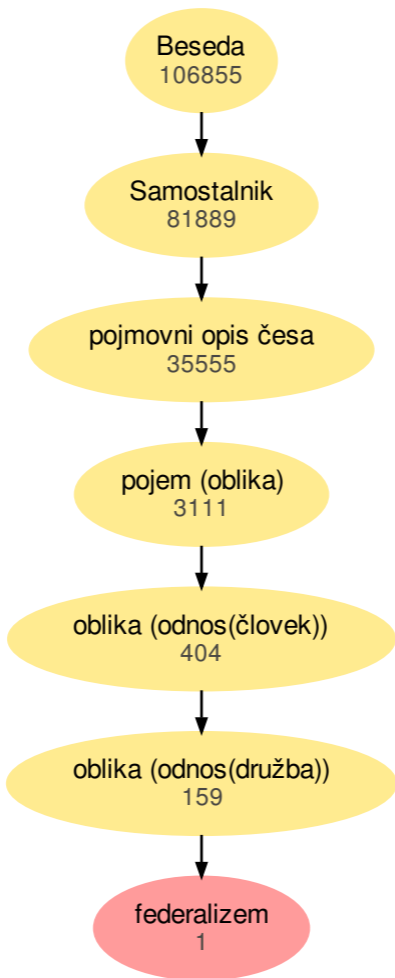 Beseda
106855
Samostalnik
81889
pojmovni opis česa
35555
pojem (oblika)
3111
oblika (odnos(človek))
404
oblika (odnos(družba))
159
federalizem
1